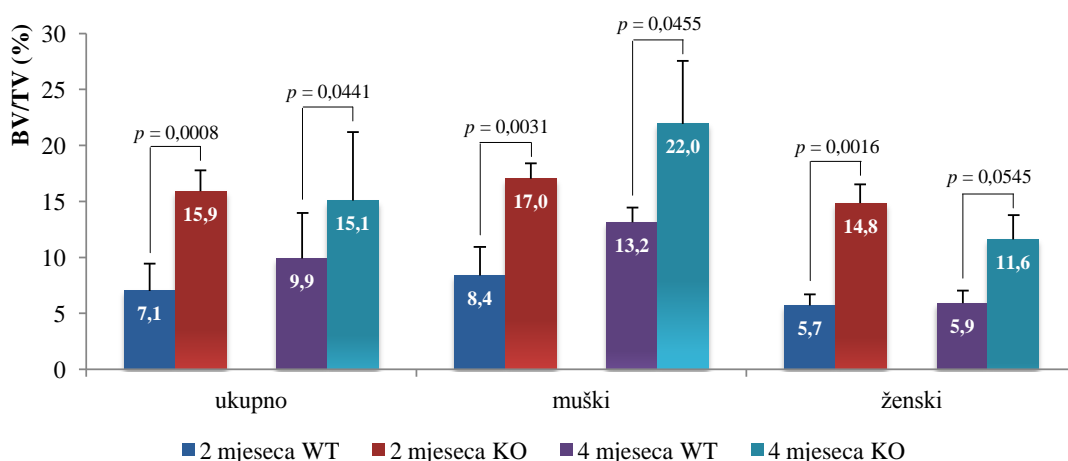 BV/TV (%)
30
25
20
15
10
5
0
p = 0,0008
p = 0,0441
p = 0,0031
p = 0,0455
p = 0,0016
p = 0,0545
7,1
15,9
9,9
15,1
8,4
17,0
13,2
22,0
5,7
14,8
5,9
11,6
ukupno
muški
ženski
2 mjeseca WT
2 mjeseca KO
4 mjeseca WT
4 mjeseca KO